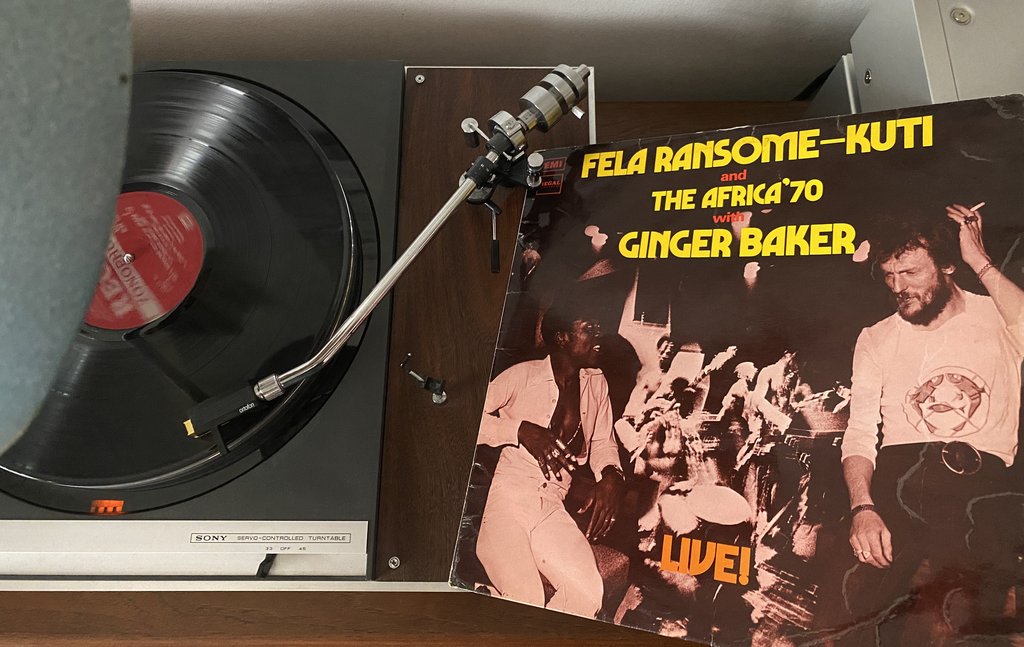 FELA RANSOME-KUTI
and
THE AFRICA'70
with
GINGER BAKER
LIVE!
EMI
REGAL
ortofon
SONY SERVO-CONTROLLED TURNTABLE
33 OFF 45